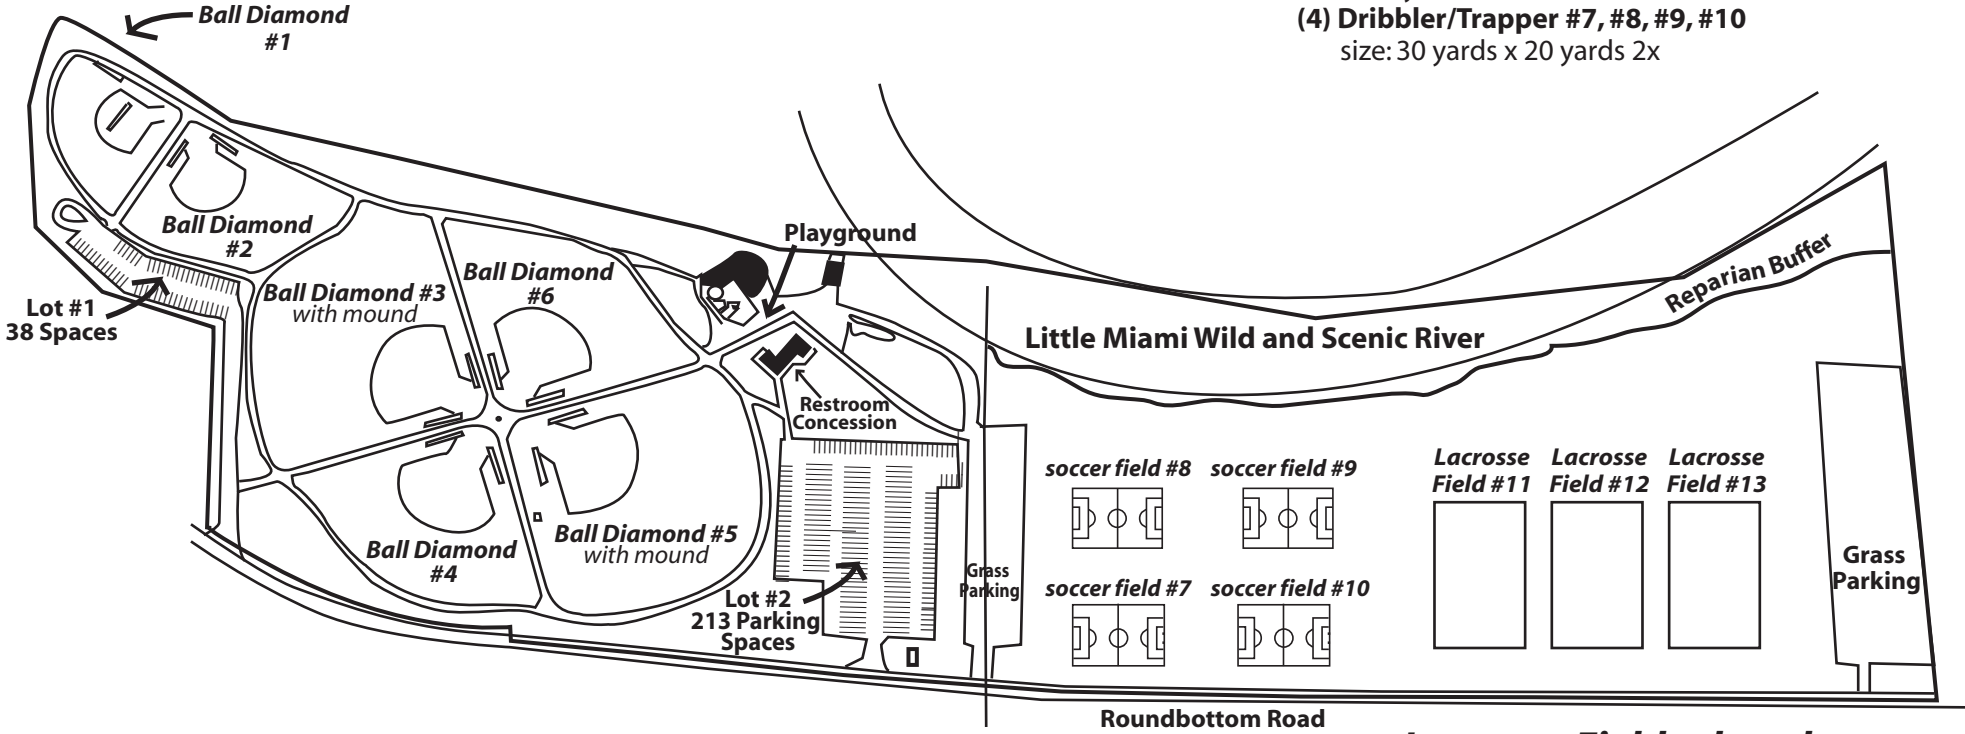 (4) Dribbler/Trapper #7, #8, #9, #10
size: 30 yards x 20 yards 2x
Ball Diamond
#1
Ball Diamond
#2
Lot #1
38 Spaces
Ball Diamond #3
with mound
Ball Diamond
#6
Playground
Restroom
Concession
Ball Diamond
#4
Ball Diamond #5
with mound
Lot #2
213 Parking
Spaces
Grass
Parking
Little Miami Wild and Scenic River
Reparian Buffer
soccer field #8
soccer field #9
soccer field #7
soccer field #10
Lacrosse
Field #11
Lacrosse
Field #12
Lacrosse
Field #13
Grass
Parking
Roundbottom Road